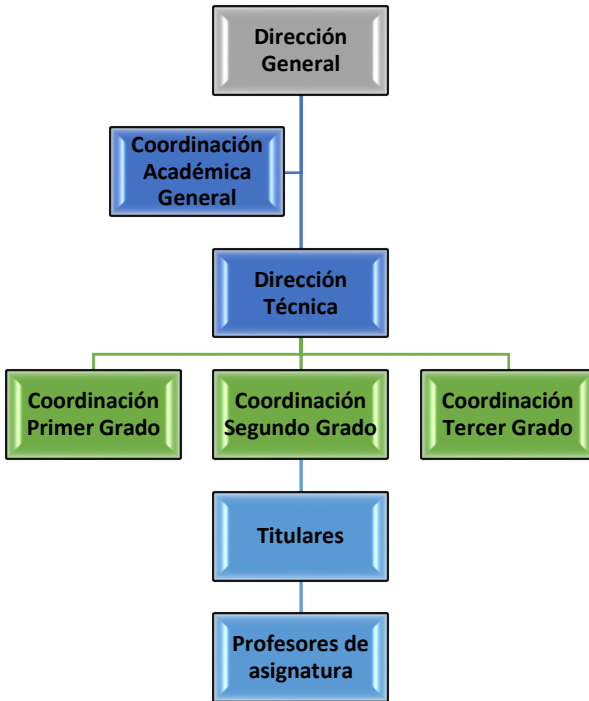 Dirección
General
Coordinación
Académica
General
Dirección
Técnica
Coordinación
Primer Grado
Coordinación
Segundo Grado
Coordinación
Tercer Grado
Titulares
Profesores de
asignatura